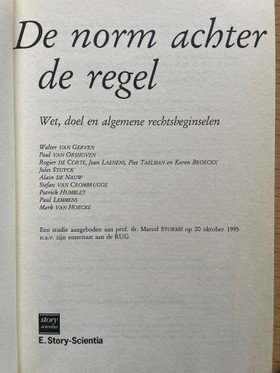 De norm achter
de regel
Wet, doel en algemene rechtsbeginselen
Walter VAN GERVEN
Paul VAN ORSHOVEN
Rogier DE CORTE, Jean LAENENS, Piet TAELMAN en Karen BROECKX
Jules STUYCK
Alain DE NAUW
Stefan VAN CROMBRUGGE
Patrick HUMBLET
Paul LEMMENS
Mark VAN HOECKE
Een studie aangeboden aan prof. dr. Marcel STORME op 20 oktober 1995
n.a.v. zijn emeritaat aan de RUG
story
scientia
E. Story-Scientia